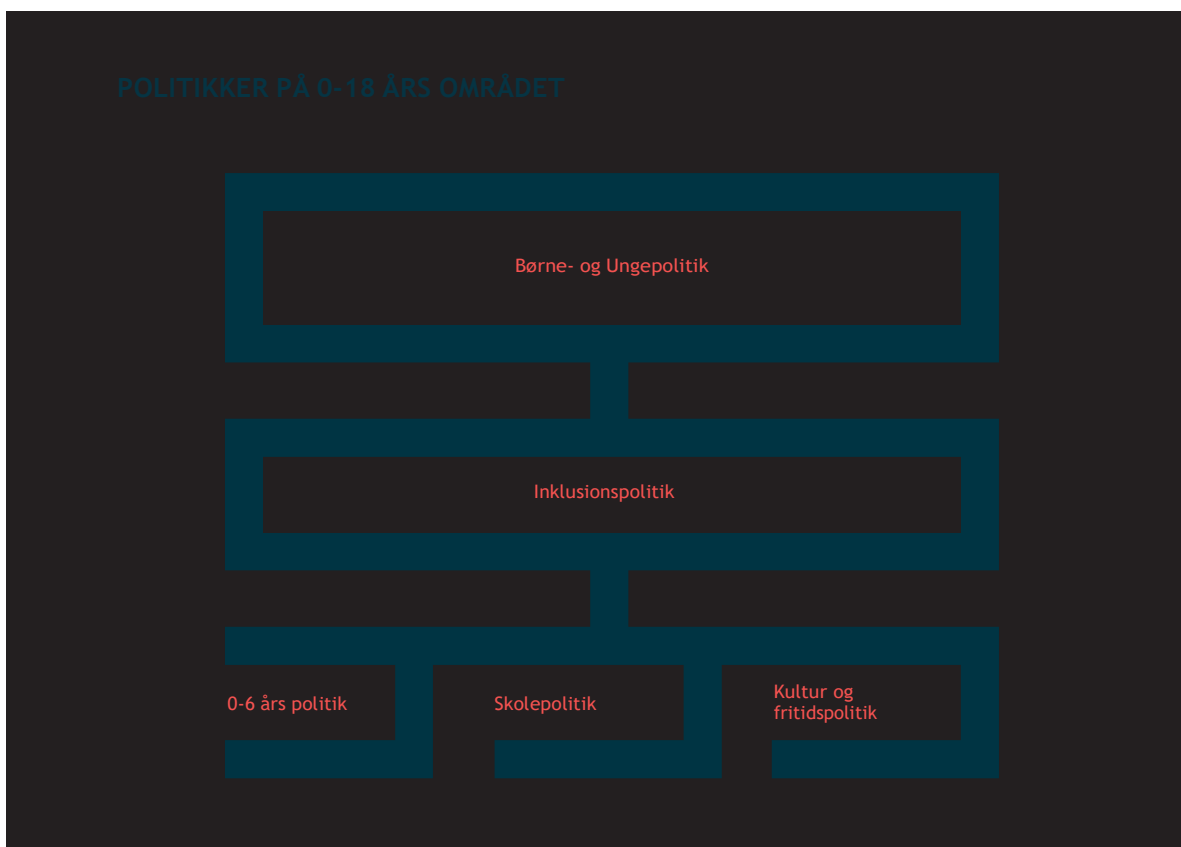 POLITIKKER PÅ 0-18 ÅRS OMRÅDET
Børne- og Ungepolitik
Inklusionspolitik
0-6 års politik
Skolepolitik
Kultur og
fritidspolitik